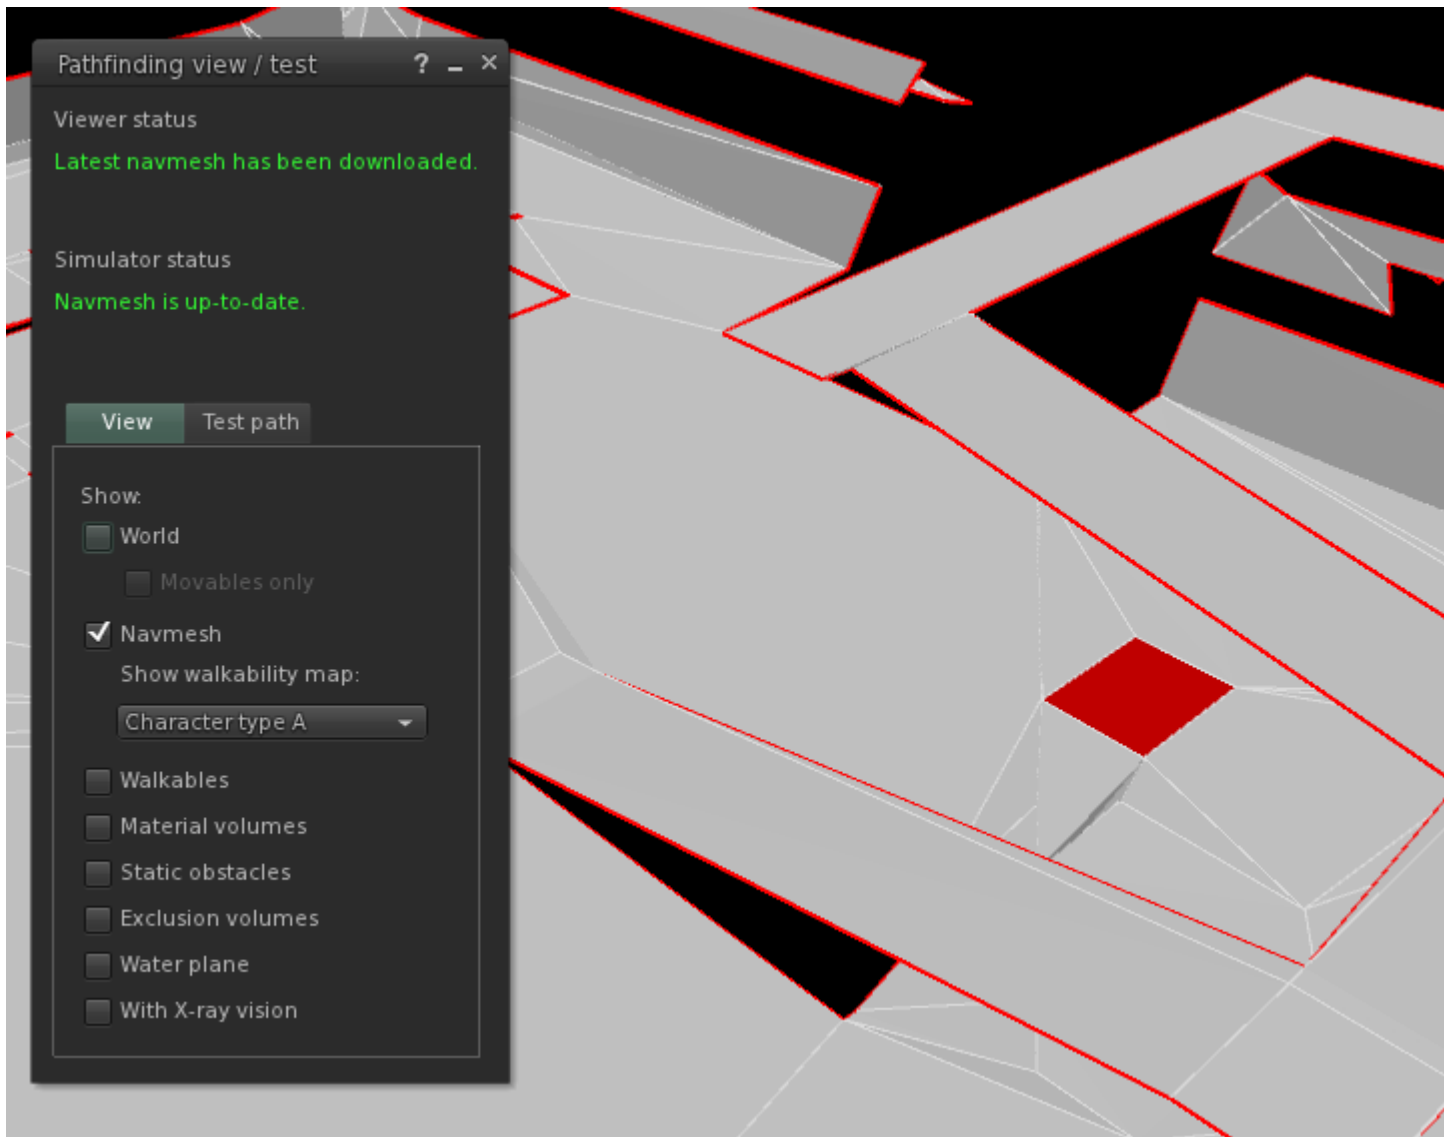 Pathfinding view / test ? _ ×
Viewer status
Latest navmesh has been downloaded.
Simulator status
Navmesh is up-to-date.
View Test path
Show:
World
Movables only
Navmesh
Show walkability map:
Character type A
Walkables
Material volumes
Static obstacles
Exclusion volumes
Water plane
With X-ray vision